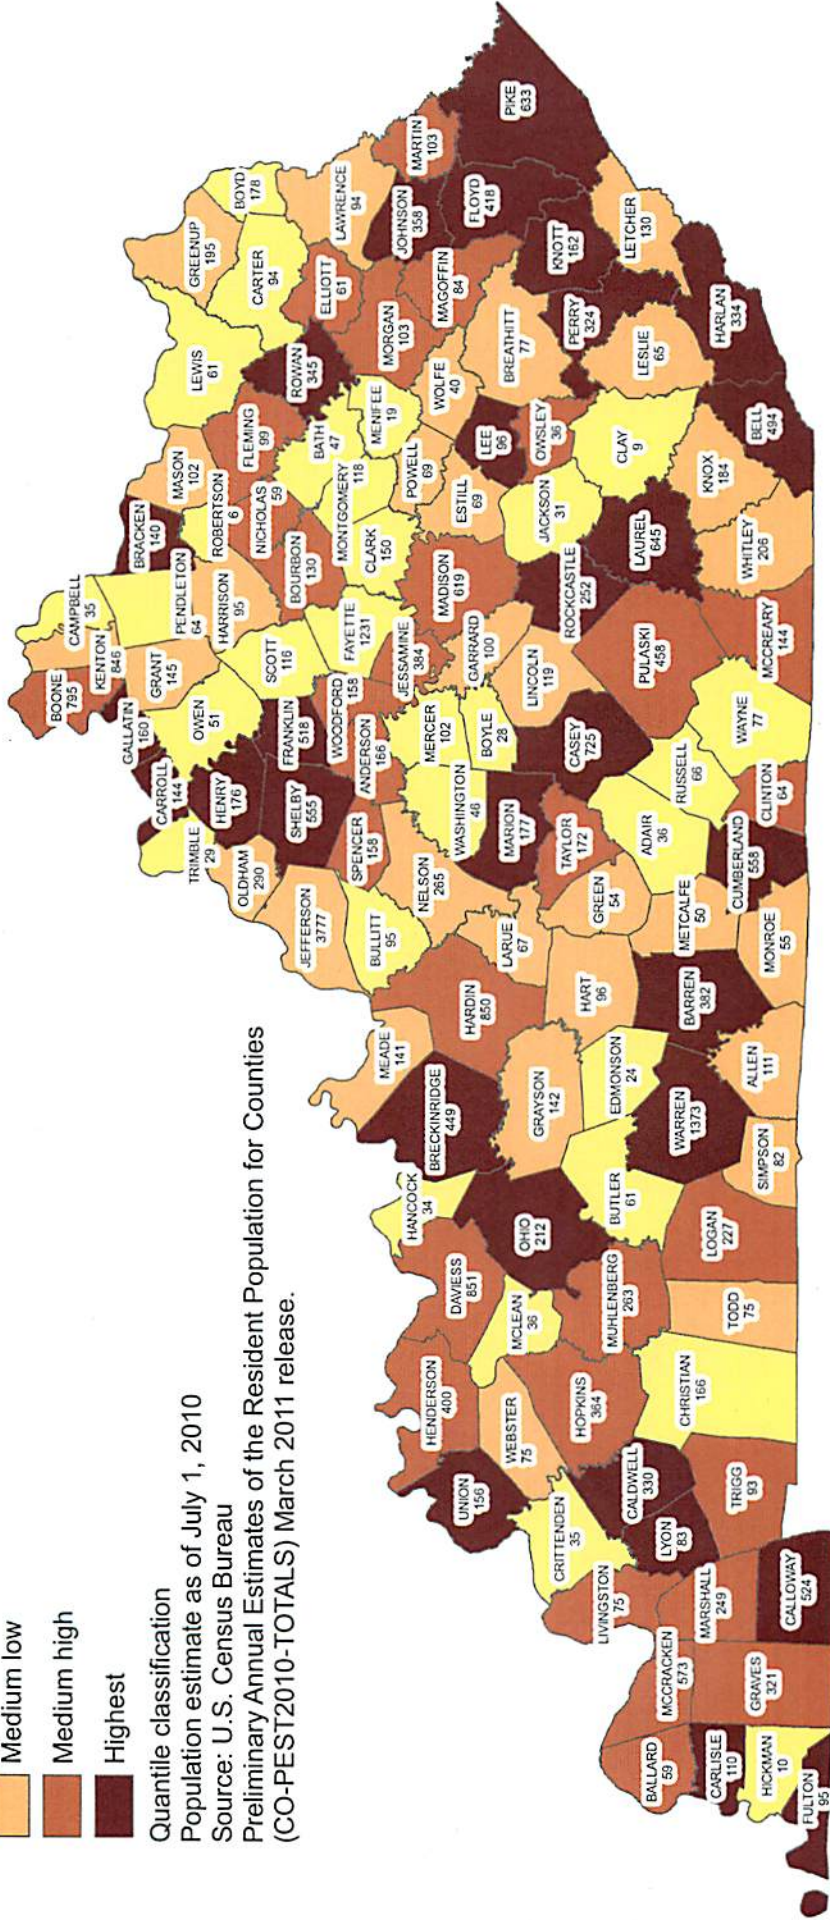 Medium low
Medium high
Highest
Quantile classification
Population estimate as of July 1, 2010
Source: U.S. Census Bureau
Preliminary Annual Estimates of the Resident Population for Counties
(CO-PEST2010-TOTALS) March 2011 release.
BOONE
795
KENTON
846
CAMPBELL
35
GALLATIN
160
GRANT
145
PENDLETON
64
BRACKEN
140
CARROLL
144
OWEN
51
ROBERTSON
6
MASON
102
LEWIS
61
GREENUP
195
BOYD
178
TRIMBLE
29
HENRY
176
HARRISON
95
NICHOLAS
59
FLEMING
99
CARTER
94
OLDHAM
290
SHELBY
555
FRANKLIN
518
SCOTT
116
BOURBON
130
BATH
47
ROWAN
345
ELLIOTT
61
LAWRENCE
94
JEFFERSON
3777
SPENCER
158
ANDERSON
166
WOODFORD
158
FAYETTE
1231
CLARK
150
MONTGOMERY
118
MENIFEE
19
MORGAN
103
JOHNSON
358
MARTIN
103
BULLITT
95
NELSON
265
WASHINGTON
46
MERCER
102
JESSAMINE
384
MADISON
619
POWELL
69
WOLFE
40
MAGOFFIN
84
FLOYD
418
PIKE
633
MEADE
141
BRECKINRIDGE
449
HARDIN
850
LARUE
67
MARION
177
BOYLE
28
GARRARD
100
ESTILL
69
LEE
96
BREATHITT
77
KNOTT
162
HANCOCK
34
DAVIESS
851
HENDERSON
400
UNION
156
WEBSTER
75
MCLEAN
36
OHIO
212
GRAYSON
142
HART
96
GREEN
54
TAYLOR
172
CASEY
725
LINCOLN
119
ROCKCASTLE
252
JACKSON
31
OWSLEY
36
PERRY
324
LETCHER
130
CRITTENDEN
35
HOPKINS
364
MUHLENBERG
263
BUTLER
61
EDMONSON
24
BARREN
382
METCALFE
50
ADAIR
36
RUSSELL
66
PULASKI
458
LAUREL
645
CLAY
9
LESLIE
65
HARLAN
334
LIVINGSTON
75
LYON
83
CALDWELL
330
CHRISTIAN
166
TODD
75
LOGAN
227
WARREN
1373
SIMPSON
82
ALLEN
111
MONROE
55
CUMBERLAND
558
CLINTON
64
WAYNE
77
MCCREARY
144
WHITLEY
206
KNOX
184
BELL
494
BALLARD
59
MCCRACKEN
573
MARSHALL
249
TRIGG
93
CARLISLE
110
GRAVES
321
CALLOWAY
524
HICKMAN
10
FULTON
95